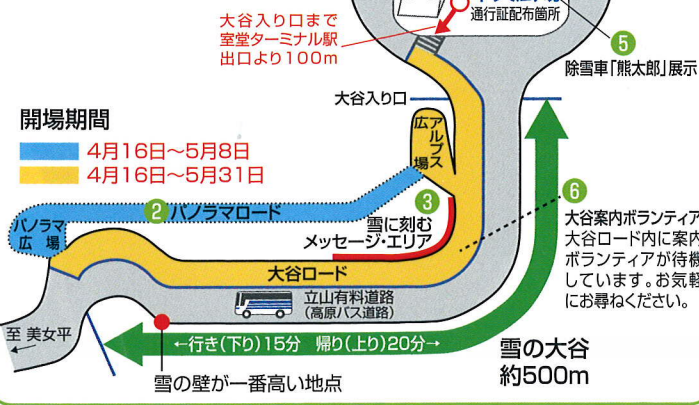 大谷入り口まで
室堂ターミナル駅
出口より100m
通行証配布箇所
5
除雪車「熊太郎」展示
大谷入り口
開場期間
4月16日～5月8日
4月16日～5月31日
アルプス
広場
2 パノラマロード
パノラマ
広場
3
雪に刻む
メッセージ・エリア
6
大谷案内ボランティア
大谷ロード内に案内
ボランティアが待機
しています。お気軽
にお尋ねください。
大谷ロード
立山有料道路
(高原バス道路)
至 美女平
←
←行き(下り)15分 帰り(上り)20分→
雪の大谷
約500m
雪の壁が一番高い地点